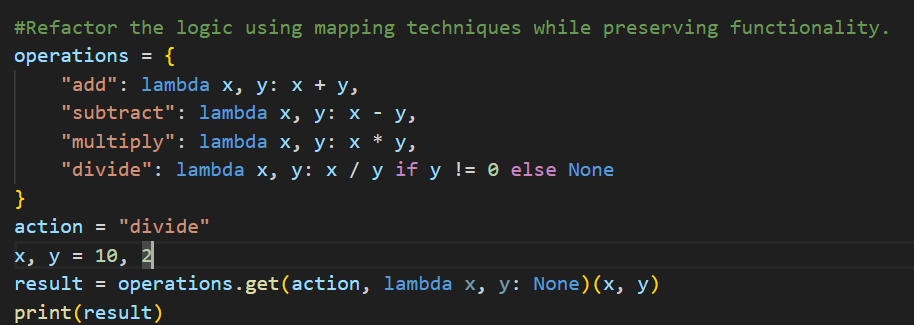 #Refactor the logic using mapping techniques while preserving functionality.
operations = {
    "add": lambda x, y: x + y,
    "subtract": lambda x, y: x - y,
    "multiply": lambda x, y: x * y,
    "divide": lambda x, y: x / y if y != 0 else None
}
action = "divide"
x, y = 10, 2
result = operations.get(action, lambda x, y: None)(x, y)
print(result)